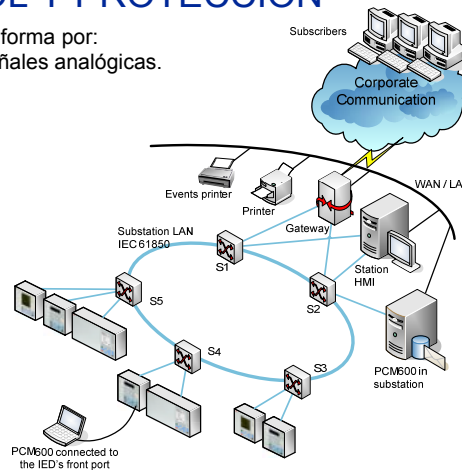 Y PROTECCIÓN
forma por:
ñales analógicas.
Subscribers
Corporate
Communication
WAN / LA
Events printer
Printer
Gateway
Substation LAN
IEC 61850
S1
Station
HMI
S2
S5
S4
S3
PCM600 in
substation
PCM600 connected to
the IED's front port